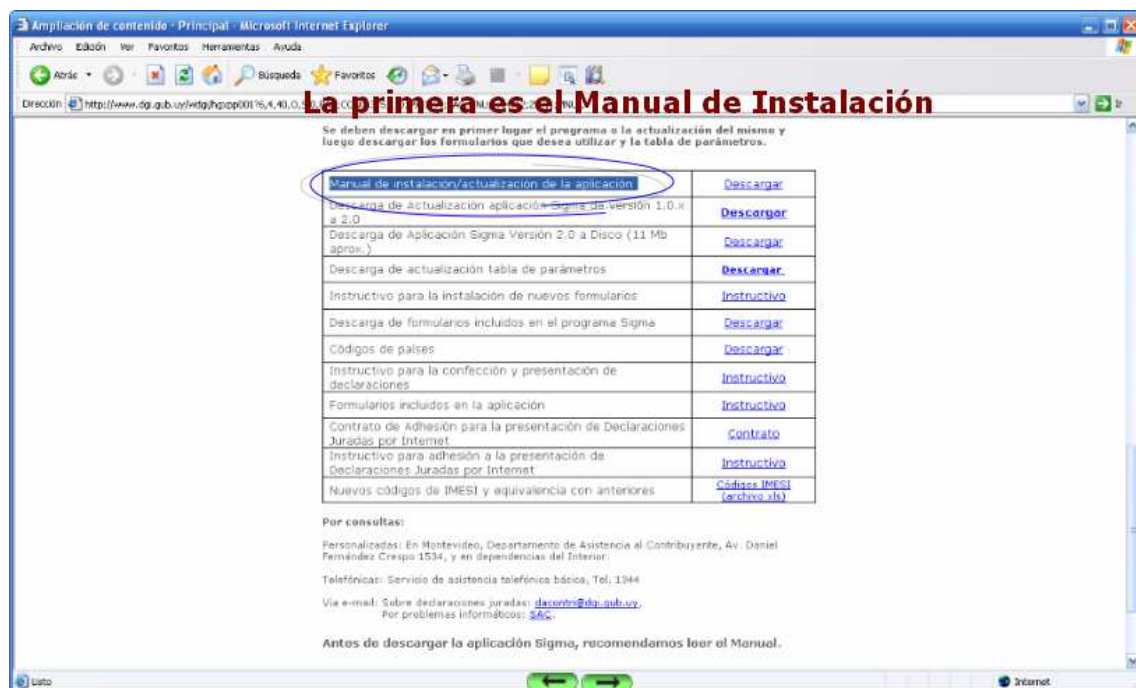 Ampliación de contenido - Principal - Microsoft Internet Explorer
Archivo Edición Ver Favoritos Herramientas Ayuda
Atrás Búsqueda Favoritos
Dirección
La primera es el Manual de Instalación
Se deben descargar en primer lugar el programa o la actualización del mismo y
luego descargar los formularios que desea utilizar y la tabla de parámetros.
Manual de instalación/actualización de la aplicación Descargar
Descarga de Actualización aplicación Sigma de versión 1.0.x
a 2.0 Descargar
Descarga de Aplicación Sigma Versión 2.0 a Disco (11 Mb
aprox.) Descargar
Descarga de actualización tabla de parámetros Descargar
Instructivo para la instalación de nuevos formularios Instructivo
Descarga de formularios incluidos en el programa Sigma Descargar
Códigos de países Descargar
Instructivo para la confección y presentación de
declaraciones Instructivo
Formularios incluidos en la aplicación Instructivo
Contrato de Adhesión para la presentación de Declaraciones
Juradas por Internet Contrato
Instructivo para adhesión a la presentación de
Declaraciones Juradas por Internet Instructivo
Nuevos códigos de IMESI y equivalencia con anteriores Códigos IMESI
(archivo xls)
Por consultas:
Personalizadas: En Montevideo, Departamento de Asistencia al Contribuyente, Av. Daniel
Fernández Crespo 1534, y en dependencias del Interior.
Telefónicas: Servicio de asistencia telefónica básica, Tel. 1344
Vía e-mail: Sobre declaraciones juradas: dacontri@dgi.gub.uy,
Por problemas informáticos: SAC.
Antes de descargar la aplicación Sigma, recomendamos leer el Manual.
Listo Internet